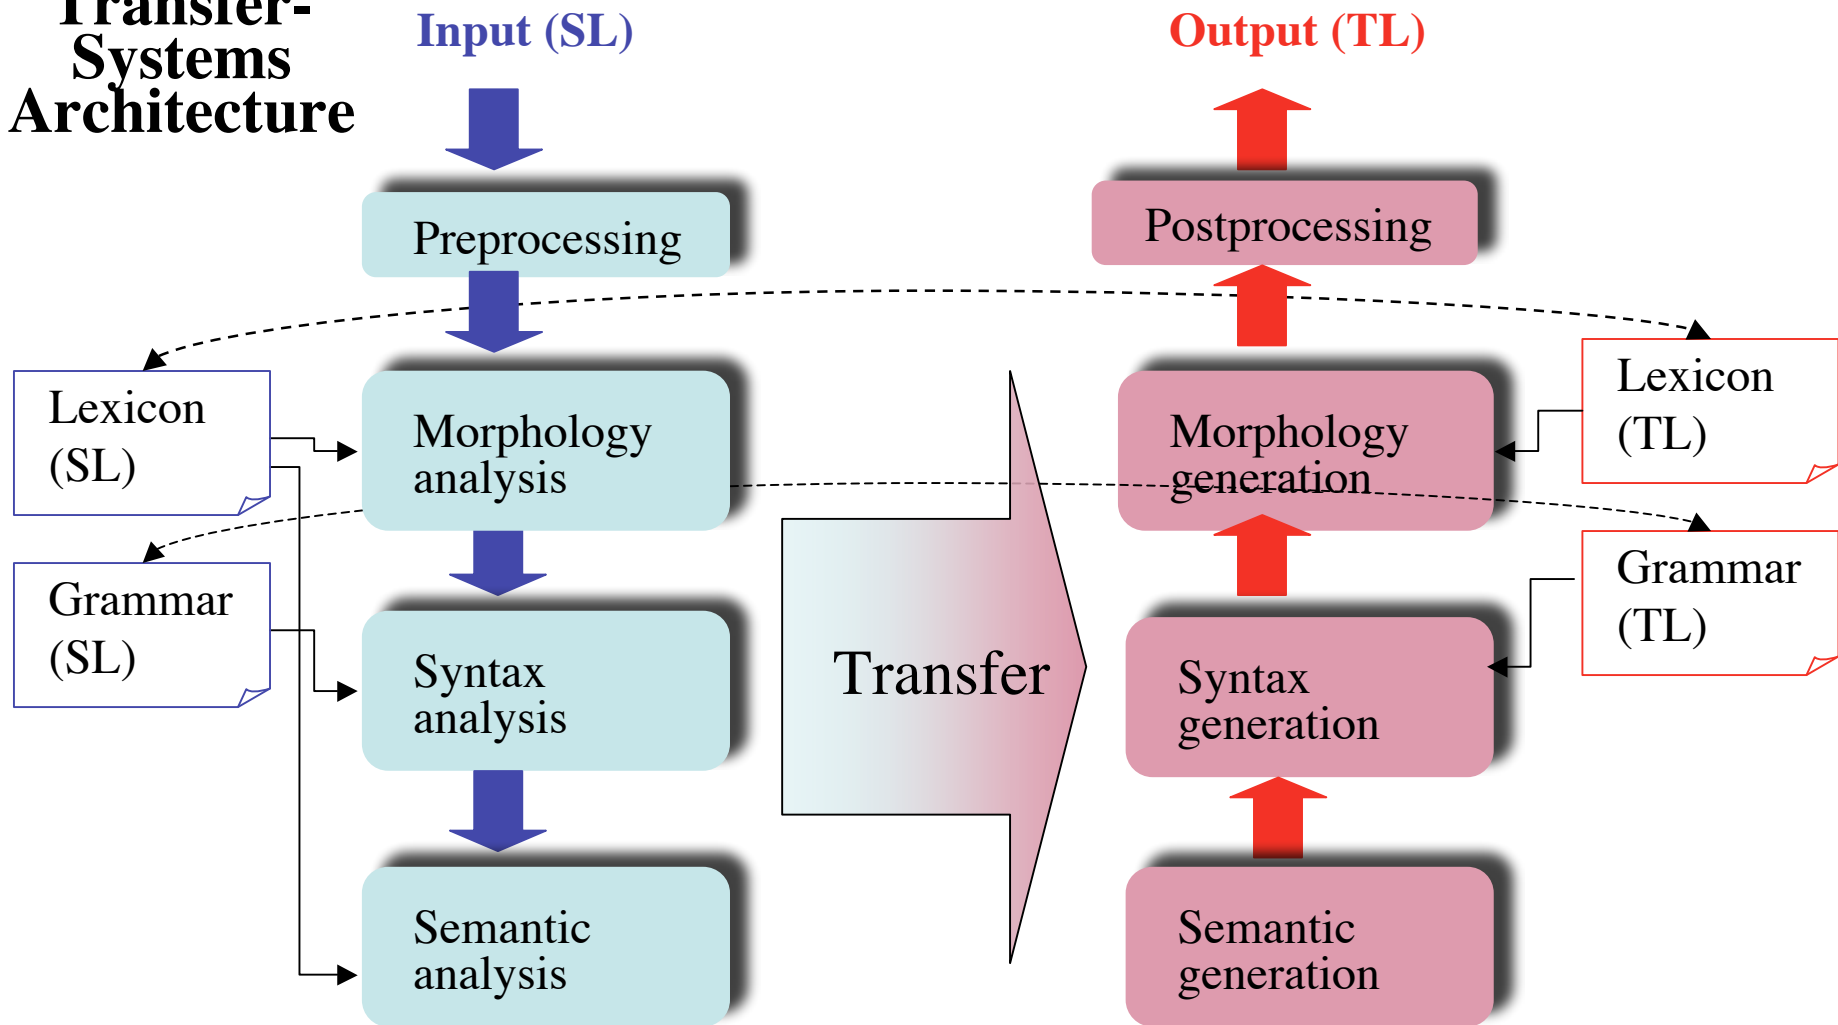 Transfer-
Systems
Architecture
Input (SL)
Output (TL)
Preprocessing
Postprocessing
Lexicon
(SL)
Morphology
analysis
Morphology
generation
Lexicon
(TL)
Grammar
(SL)
Syntax
analysis
Transfer
Syntax
generation
Grammar
(TL)
Semantic
analysis
Semantic
generation